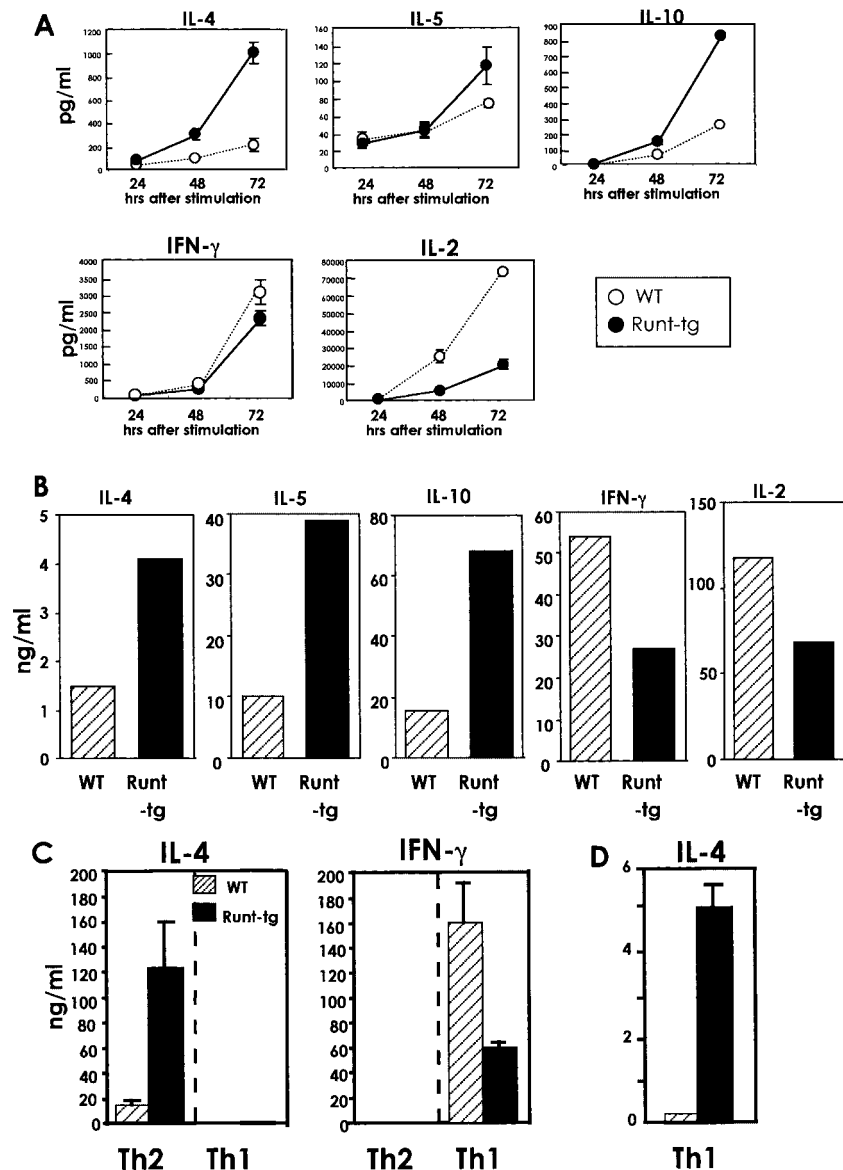 A
IL-4
IL-5
IL-10
pg/ml
1200
1000
800
600
400
200
0
24 48 72
hrs after stimulation
160
140
120
100
80
60
40
20
0
24 48 72
hrs after stimulation
900
800
700
600
500
400
300
200
100
0
24 48 72
hrs after stimulation
IFN-γ
IL-2
pg/ml
4000
3500
3000
2500
2000
1500
1000
500
0
24 48 72
hrs after stimulation
80000
70000
60000
50000
40000
30000
20000
10000
0
24 48 72
hrs after stimulation
WT
Runt-tg
B
IL-4
IL-5
IL-10
IFN-γ
IL-2
ng/ml
5
4
3
2
1
0
WT Runt
-tg
40
30
20
10
0
WT Runt
-tg
80
60
40
20
0
WT Runt
-tg
60
50
40
30
20
10
0
WT Runt
-tg
150
100
50
0
WT Runt
-tg
C
IL-4
IFN-γ
ng/ml
200
180
160
140
120
100
80
60
40
20
0
WT
Runt-tg
Th2 Th1
200
180
160
140
120
100
80
60
40
20
0
Th2 Th1
D
IL-4
6
4
2
0
Th1